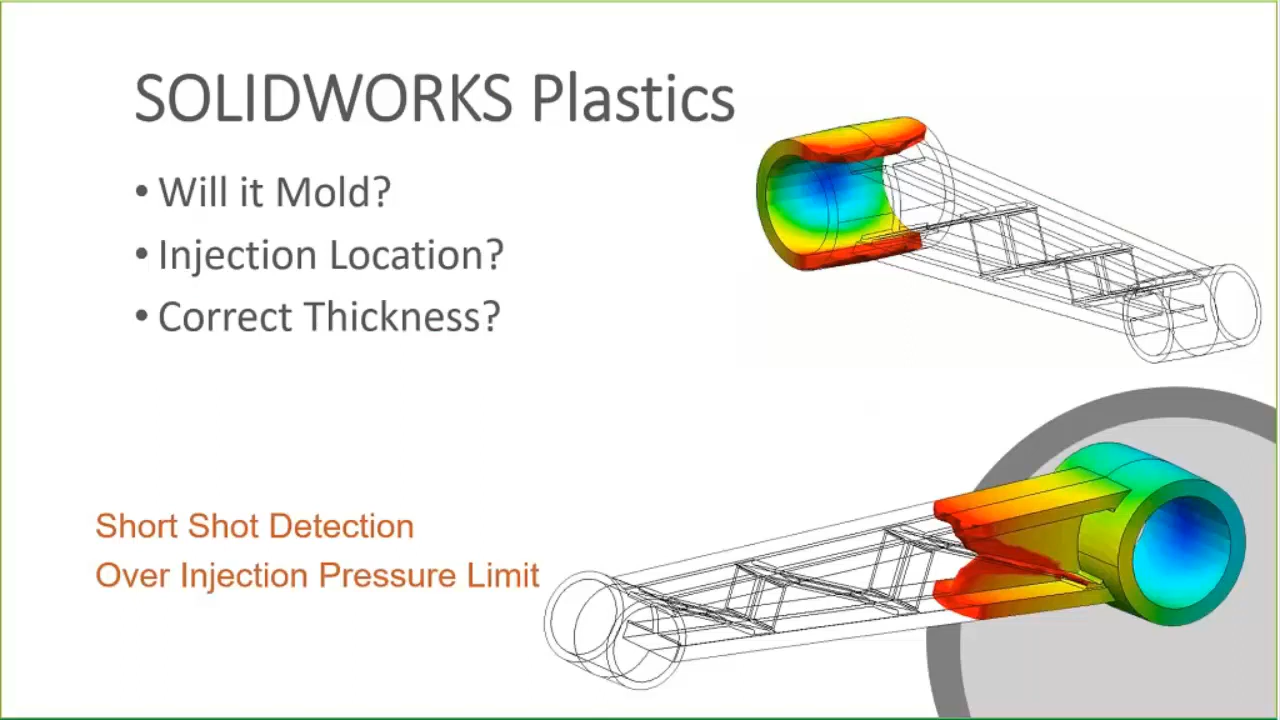 SOLIDWORKS Plastics
• Will it Mold?
• Injection Location?
• Correct Thickness?
Short Shot Detection
Over Injection Pressure Limit